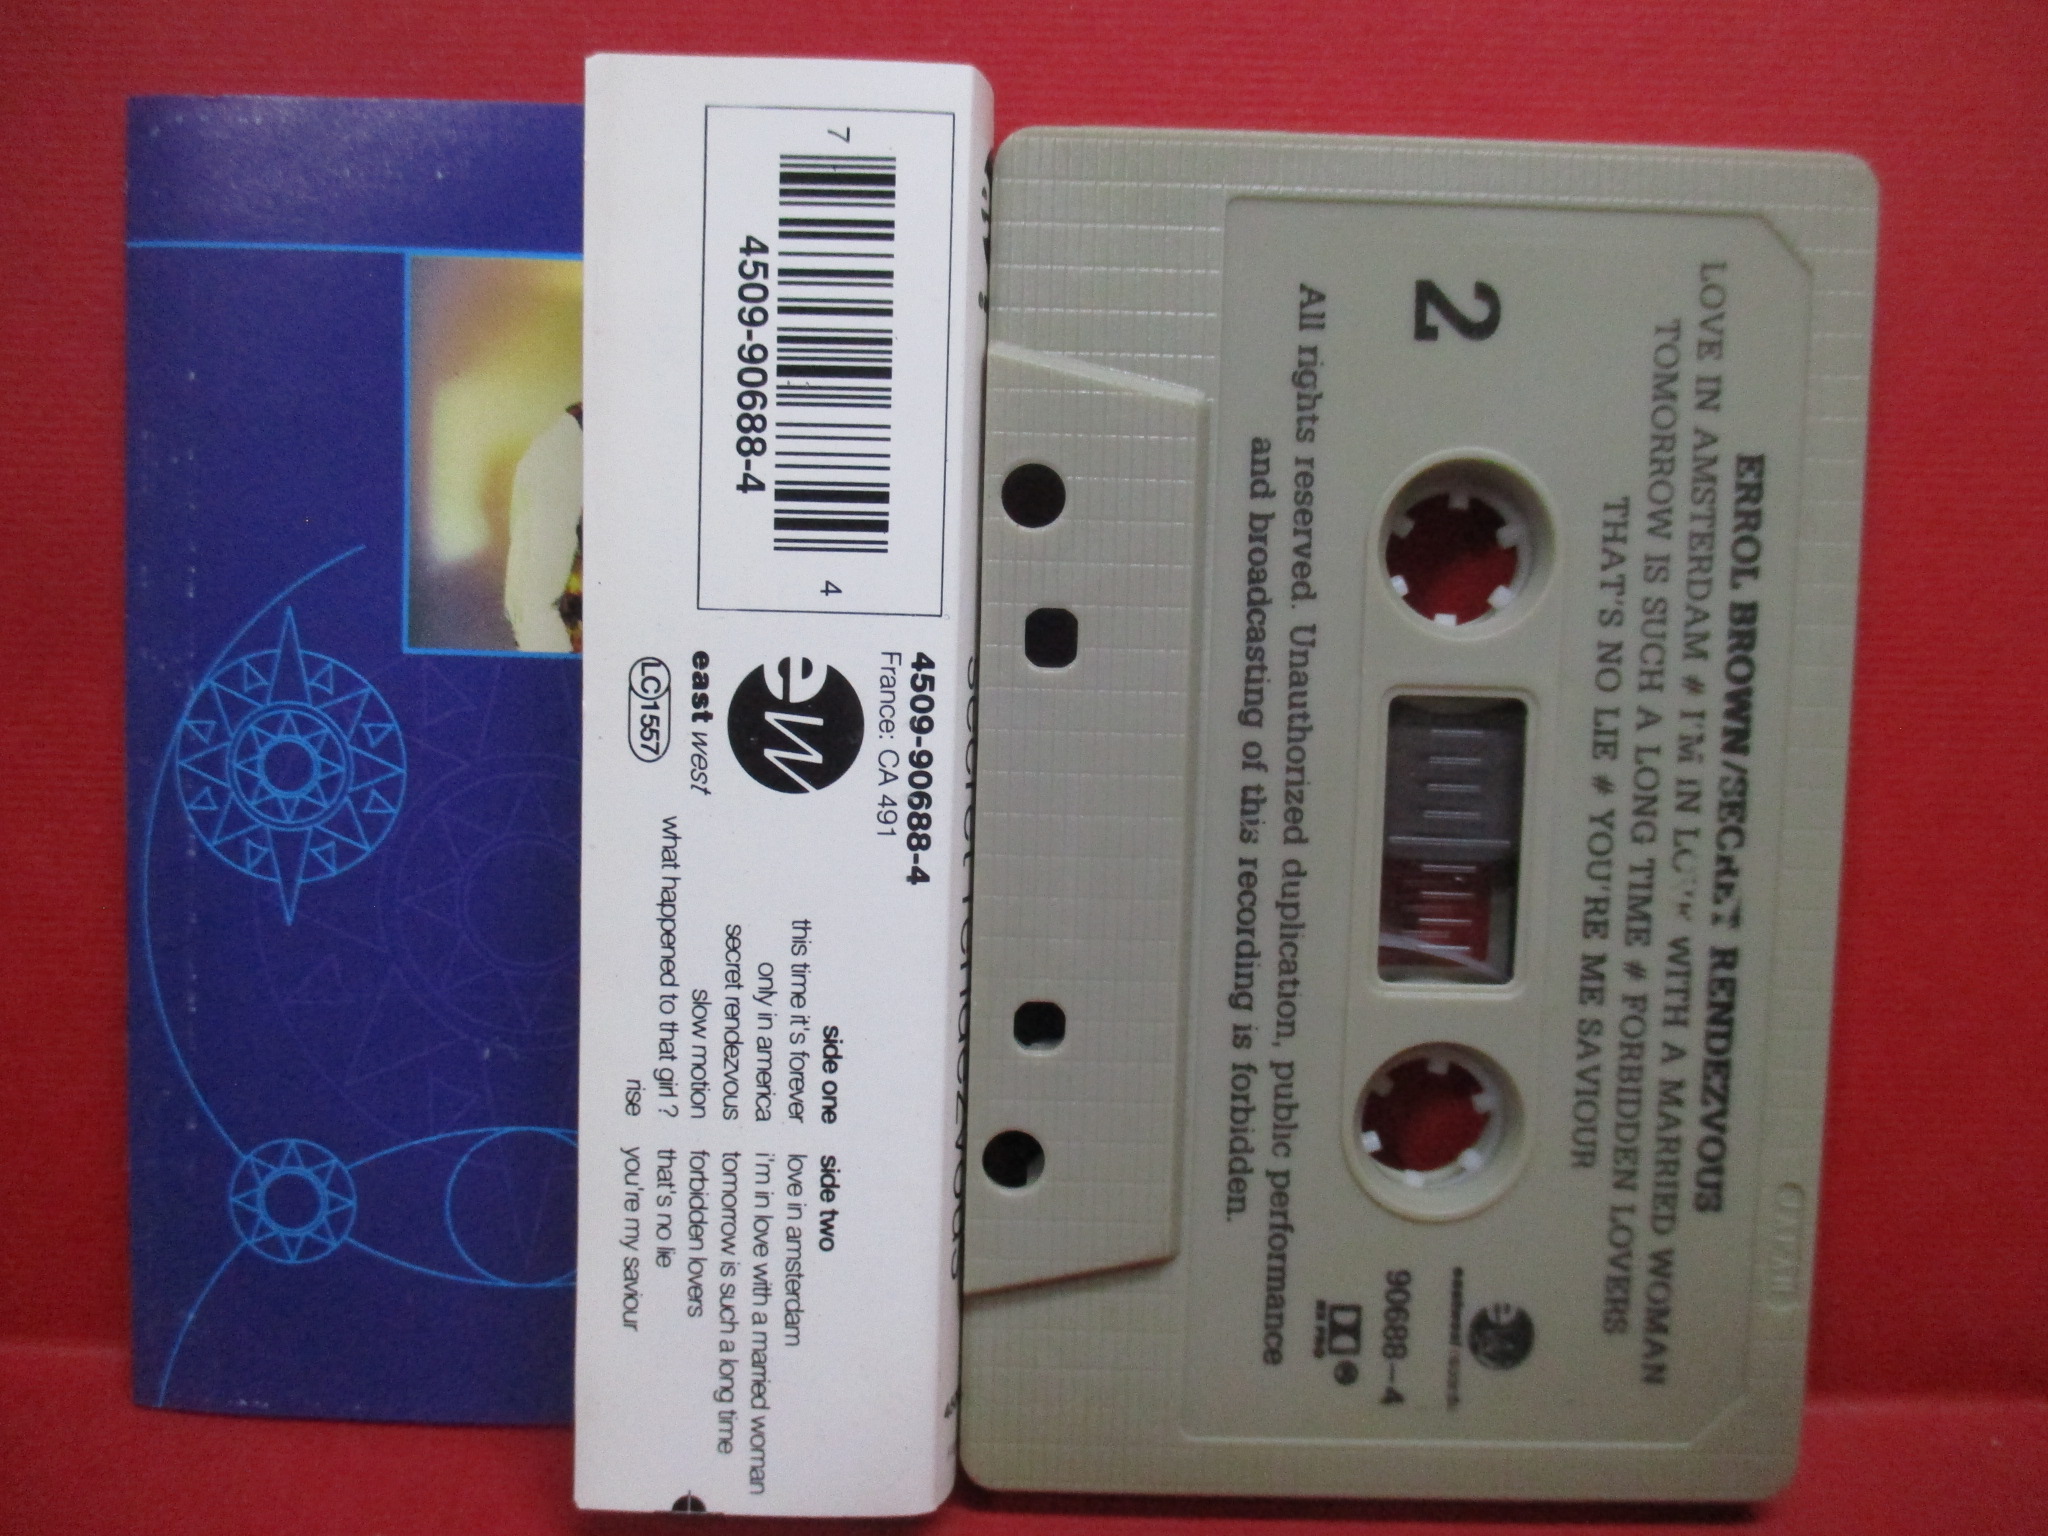 7
4
4509-90688-4
4509-90688-4
France: CA 491
ew
east west
LC 1557
side one
this time it's forever
only in america
secret rendezvous
slow motion
what happened to that girl ?
rise
side two
love in amsterdam
i'm in love with a married woman
tomorrow is such a long time
forbidden lovers
that's no lie
you're my saviour
secret rendezvous
ERROL BROWN/SECRET RENDEZVOUS
LOVE IN AMSTERDAM # I'M IN LOVE WITH A MARRIED WOMAN
TOMORROW IS SUCH A LONG TIME # FORBIDDEN LOVERS
THAT'S NO LIE # YOU'RE ME SAVIOUR
2
ew
90688-4
All rights reserved. Unauthorized duplication, public performance
and broadcasting of this recording is forbidden.